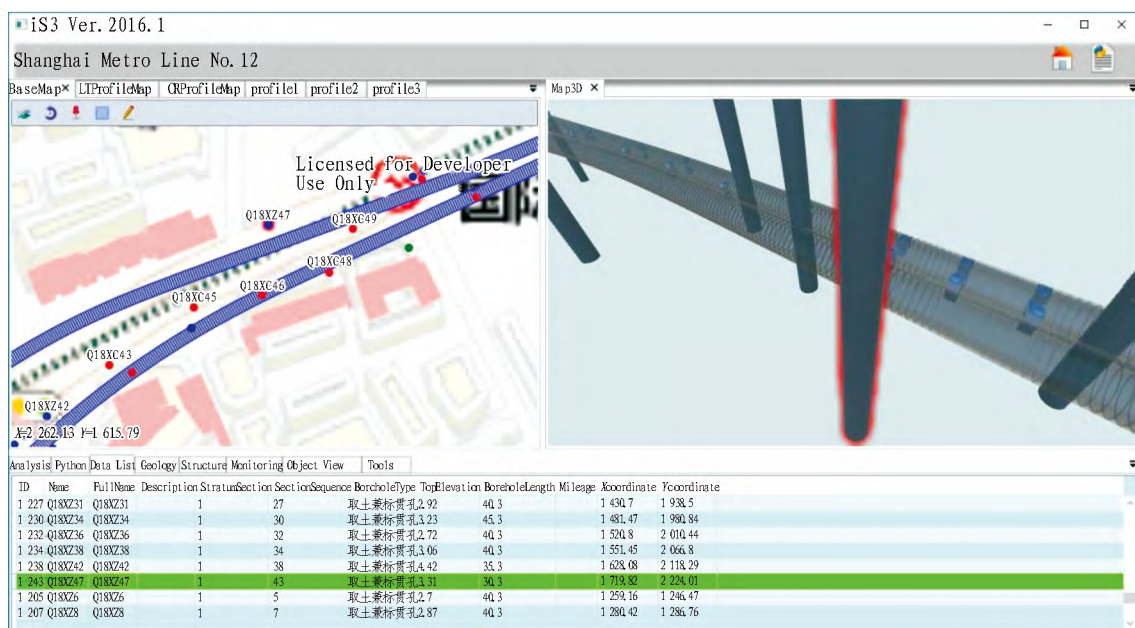 iS3 Ver. 2016.1
Shanghai Metro Line No. 12
BaseMap× LTProfileMap CRProfileMap profile1 profile2 profile3
Map3D ×
Licensed for Developer
Use Only
Q18XZ47
Q18XC49
Q18XC48
Q18XC46
Q18XC45
Q18XC43
Q18XZ42
X=2 262.13 Y=1 615.79
Analysis Python Data List Geology Structure Monitoring Object View Tools
ID Name FullName Description StratumSection SectionSequence BoreholeType TopElevation BoreholeLength Mileage Xcoordinate Ycoordinate
1 227 Q18XZ31 Q18XZ31 1 27 取土兼标贯孔 2.92 40.3 1 430.7 1 938.5
1 230 Q18XZ34 Q18XZ34 1 30 取土兼标贯孔 3.23 45.3 1 481.47 1 980.84
1 232 Q18XZ36 Q18XZ36 1 32 取土兼标贯孔 2.72 40.3 1 520.8 2 010.44
1 234 Q18XZ38 Q18XZ38 1 34 取土兼标贯孔 3.06 40.3 1 551.45 2 066.8
1 238 Q18XZ42 Q18XZ42 1 38 取土兼标贯孔 4.42 35.3 1 628.08 2 118.29
1 243 Q18XZ47 Q18XZ47 1 43 取土兼标贯孔 3.31 30.3 1 719.82 2 224.01
1 205 Q18XZ6 Q18XZ6 1 5 取土兼标贯孔 2.7 40.3 1 259.16 1 246.47
1 207 Q18XZ8 Q18XZ8 1 7 取土兼标贯孔 2.87 40.3 1 280.42 1 286.76